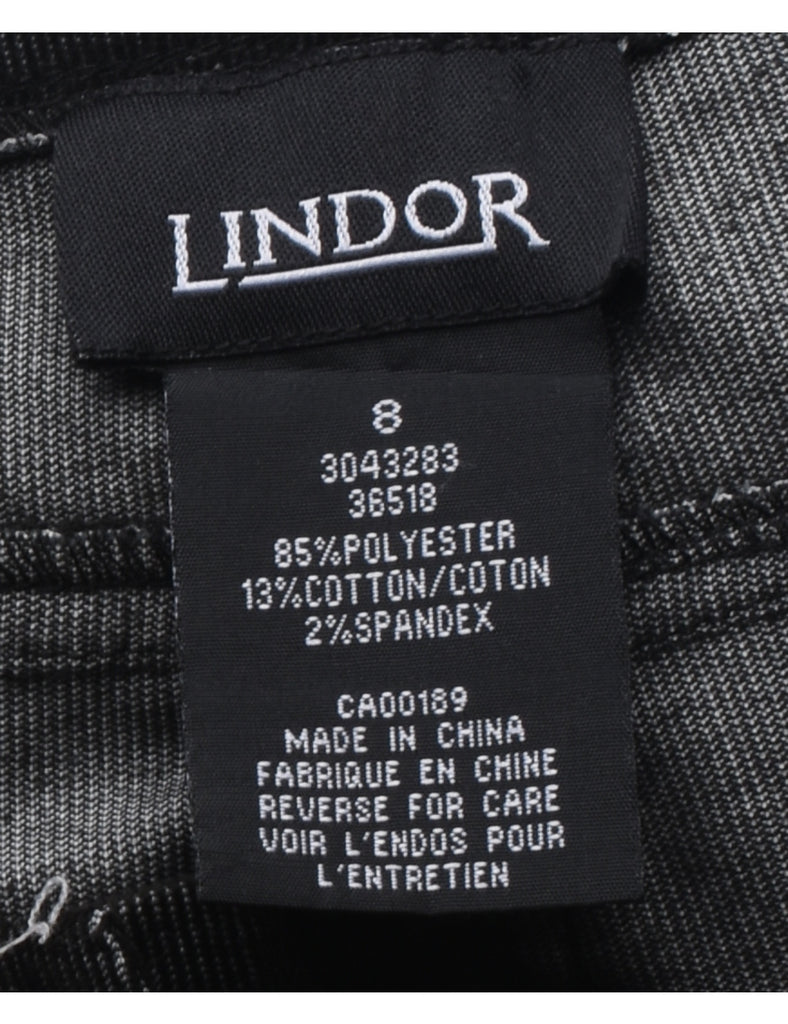 LINDOR
8
3043283
36518
85%POLYESTER
13%COTTON/COTON
2%SPANDEX
CA00189
MADE IN CHINA
FABRIQUE EN CHINE
REVERSE FOR CARE
VOIR L'ENDOS POUR
L'ENTRETIEN